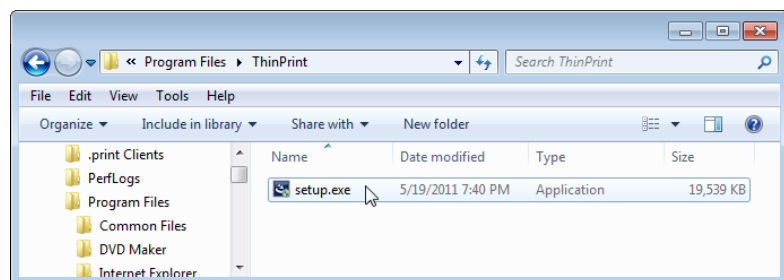 « Program Files ▸ ThinPrint
Search ThinPrint
File Edit View Tools Help
Organize ▾ Include in library ▾ Share with ▾ New folder
.print Clients
PerfLogs
Program Files
Common Files
DVD Maker
Internet Explorer
Name Date modified Type Size
setup.exe 5/19/2011 7:40 PM Application 19,539 KB